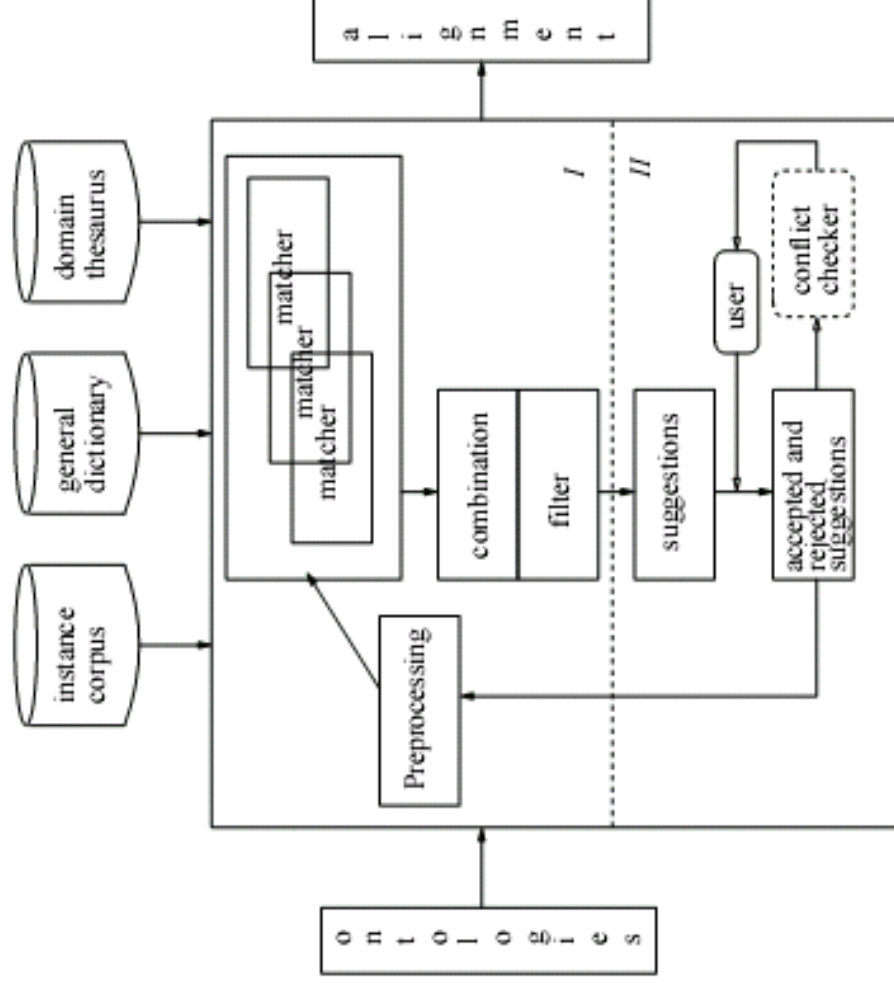 instance
corpus
general
dictionary
domain
thesaurus
ontologies
Preprocessing
matcher
matcher
matcher
combination
filter
I
II
suggestions
accepted and
rejected
suggestions
user
conflict
checker
alignment